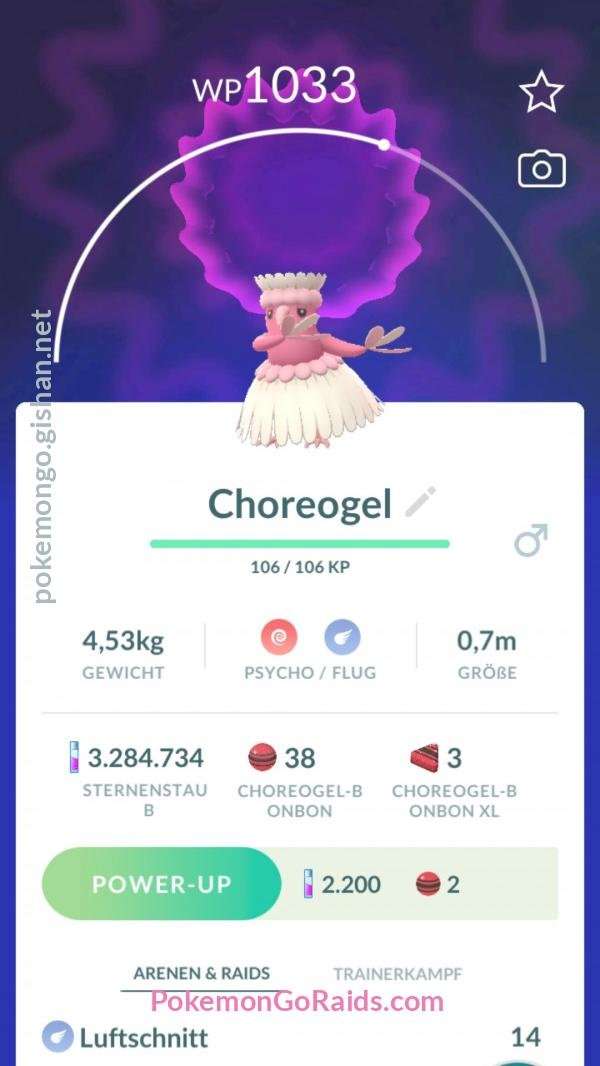 WP1033
pokemongo.gishan.net
Choreogel
106 / 106 KP
4,53kg
GEWICHT
PSYCHO / FLUG
0,7m
GRÖßE
3.284.734
STERNENSTAU
B
38
CHOREOGEL-B
ONBON
3
CHOREOGEL-B
ONBON XL
POWER-UP
2.200
2
ARENEN & RAIDS
TRAINERKAMPF
PokemonGoRaids.com
Luftschnitt
14